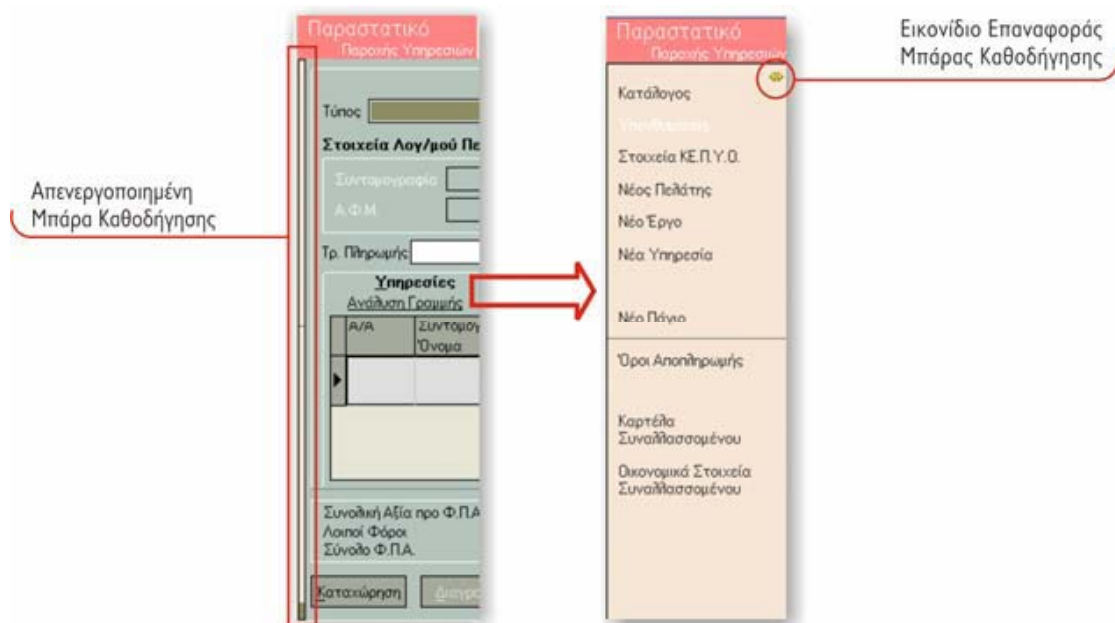 Παραστατικό
Παροχής Υπηρεσιών
Τύπος
Στοιχεία Λογ/μού Πε
Συντομογραφία
Α.Φ.Μ.
Τρ. Πληρωμής
Υπηρεσίες
Ανάλυση Γραμμής
Α/Α
Συντομογ
Όνομα
Συνολική Αξία προ Φ.Π.Α
Λοιποί Φόροι
Σύνολο Φ.Π.Α.
Καταχώρηση
Διαγρα
Απενεργοποιημένη
Μπάρα Καθοδήγησης
Παραστατικό
Παροχής Υπηρεσιών
Κατάλογος
Υπενθυμίσεις
Στοιχεία ΚΕ.Π.Υ.Ο.
Νέος Πελάτης
Νέο Έργο
Νέα Υπηρεσία
Νέο Πάγιο
Όροι Αποπληρωμής
Καρτέλα
Συναλλασσομένου
Οικονομικά Στοιχεία
Συναλλασσομένου
Εικονίδιο Επαναφοράς
Μπάρας Καθοδήγησης